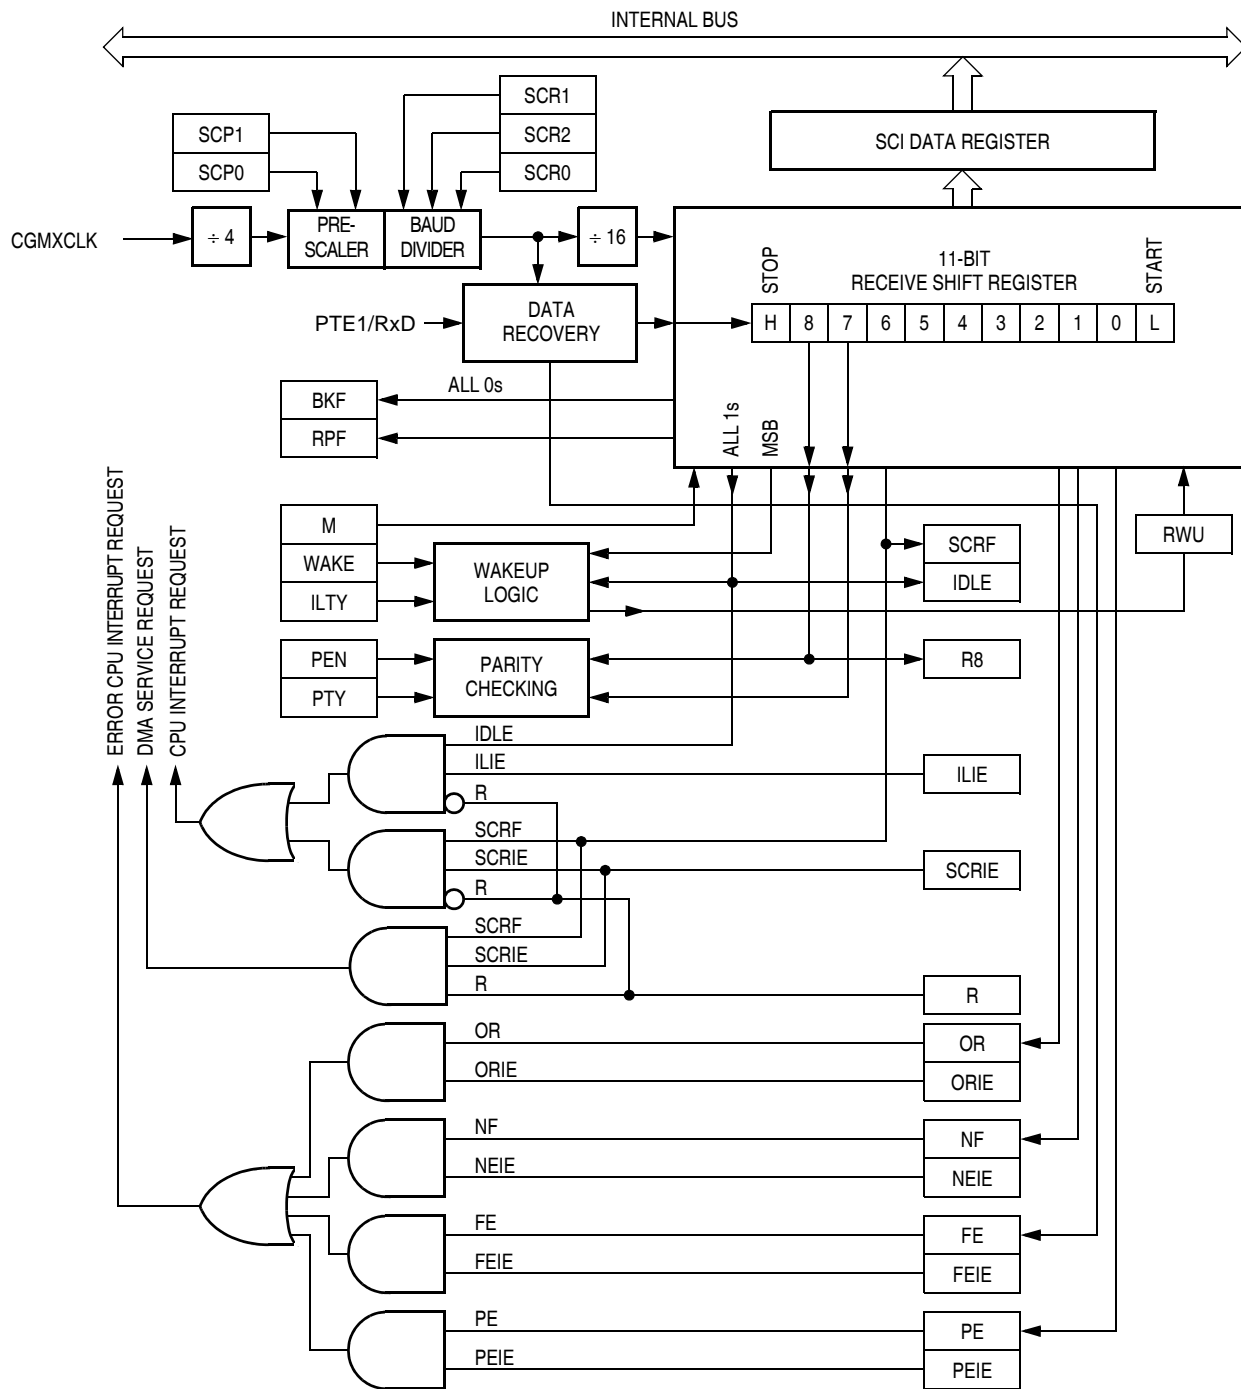 INTERNAL BUS
SCR1
SCR2
SCR0
SCP1
SCP0
SCI DATA REGISTER
CGMXCLK
÷ 4
PRE-
SCALER
BAUD
DIVIDER
÷ 16
STOP
11-BIT
RECEIVE SHIFT REGISTER
START
PTE1/RxD
DATA
RECOVERY
H 8 7 6 5 4 3 2 1 0 L
ALL 0s
BKF
RPF
ALL 1s
MSB
M
WAKE
ILTY
WAKEUP
LOGIC
SCRF
IDLE
RWU
PEN
PTY
PARITY
CHECKING
R8
ERROR CPU INTERRUPT REQUEST
DMA SERVICE REQUEST
CPU INTERRUPT REQUEST
IDLE
ILIE
R
ILIE
SCRF
SCRIE
R
SCRIE
SCRF
SCRIE
R
R
OR
ORIE
OR
ORIE
NF
NEIE
NF
NEIE
FE
FEIE
FE
FEIE
PE
PEIE
PE
PEIE